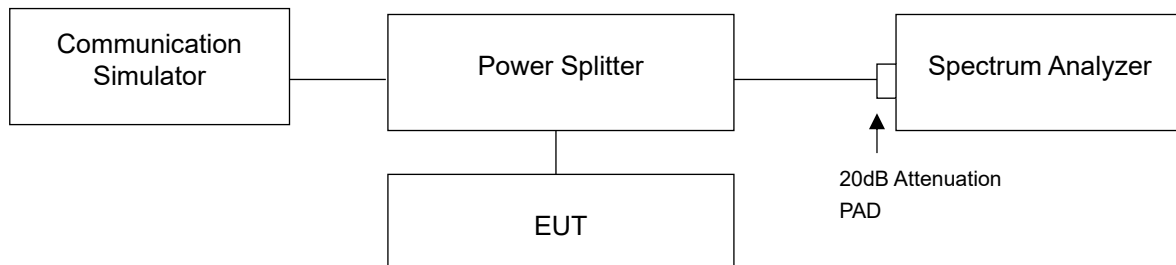 Communication
Simulator
Power Splitter
Spectrum Analyzer
20dB Attenuation
PAD
EUT